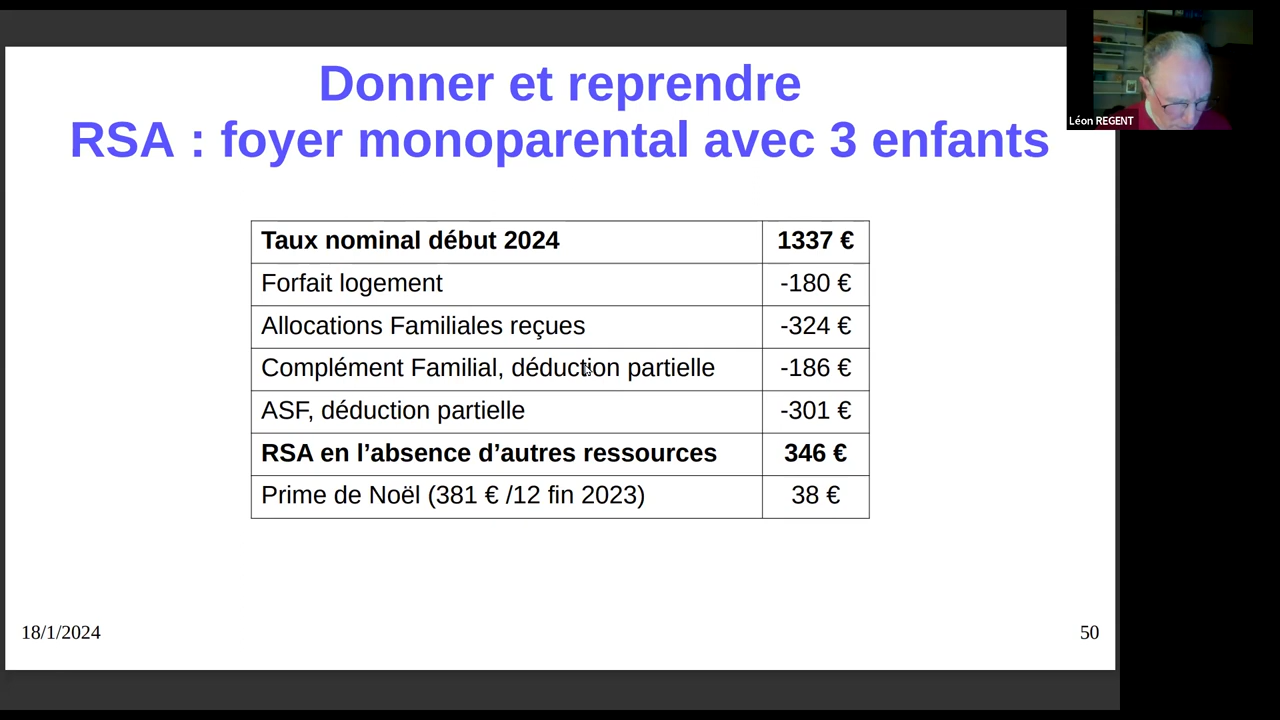 Donner et reprendre
RSA : foyer monoparental avec 3 enfants
Léon REGENT
Taux nominal début 2024 1337 €
Forfait logement -180 €
Allocations Familiales reçues -324 €
Complément Familial, déduction partielle -186 €
ASF, déduction partielle -301 €
RSA en l’absence d’autres ressources 346 €
Prime de Noël (381 € /12 fin 2023) 38 €
18/1/2024 50